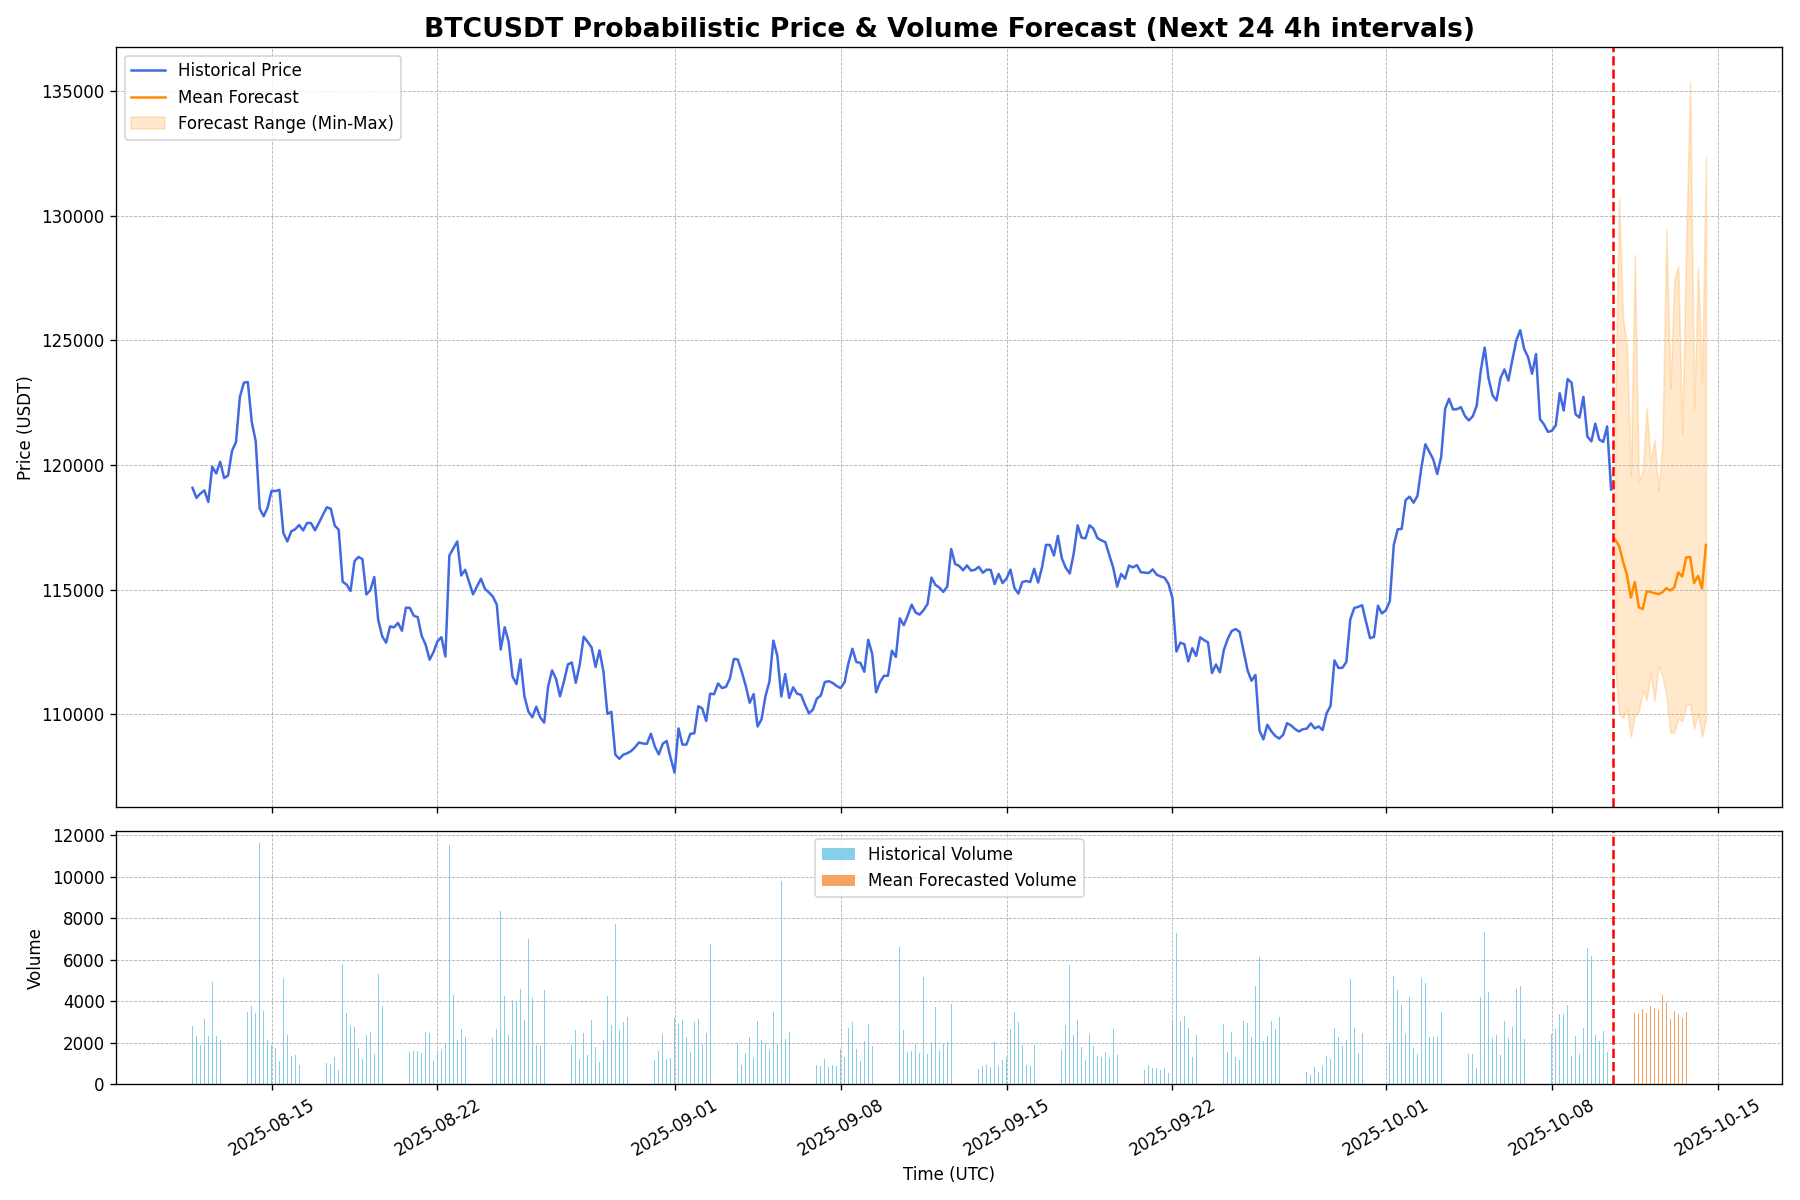 BTCUSDT Probabilistic Price & Volume Forecast (Next 24 4h intervals)
Historical Price
Mean Forecast
Forecast Range (Min-Max)
135000
130000
125000
120000
115000
110000
Price (USDT)
Historical Volume
Mean Forecasted Volume
12000
10000
8000
6000
4000
2000
0
Volume
2025-08-15
2025-08-22
2025-09-01
2025-09-08
2025-09-15
2025-09-22
2025-10-01
2025-10-08
2025-10-15
Time (UTC)